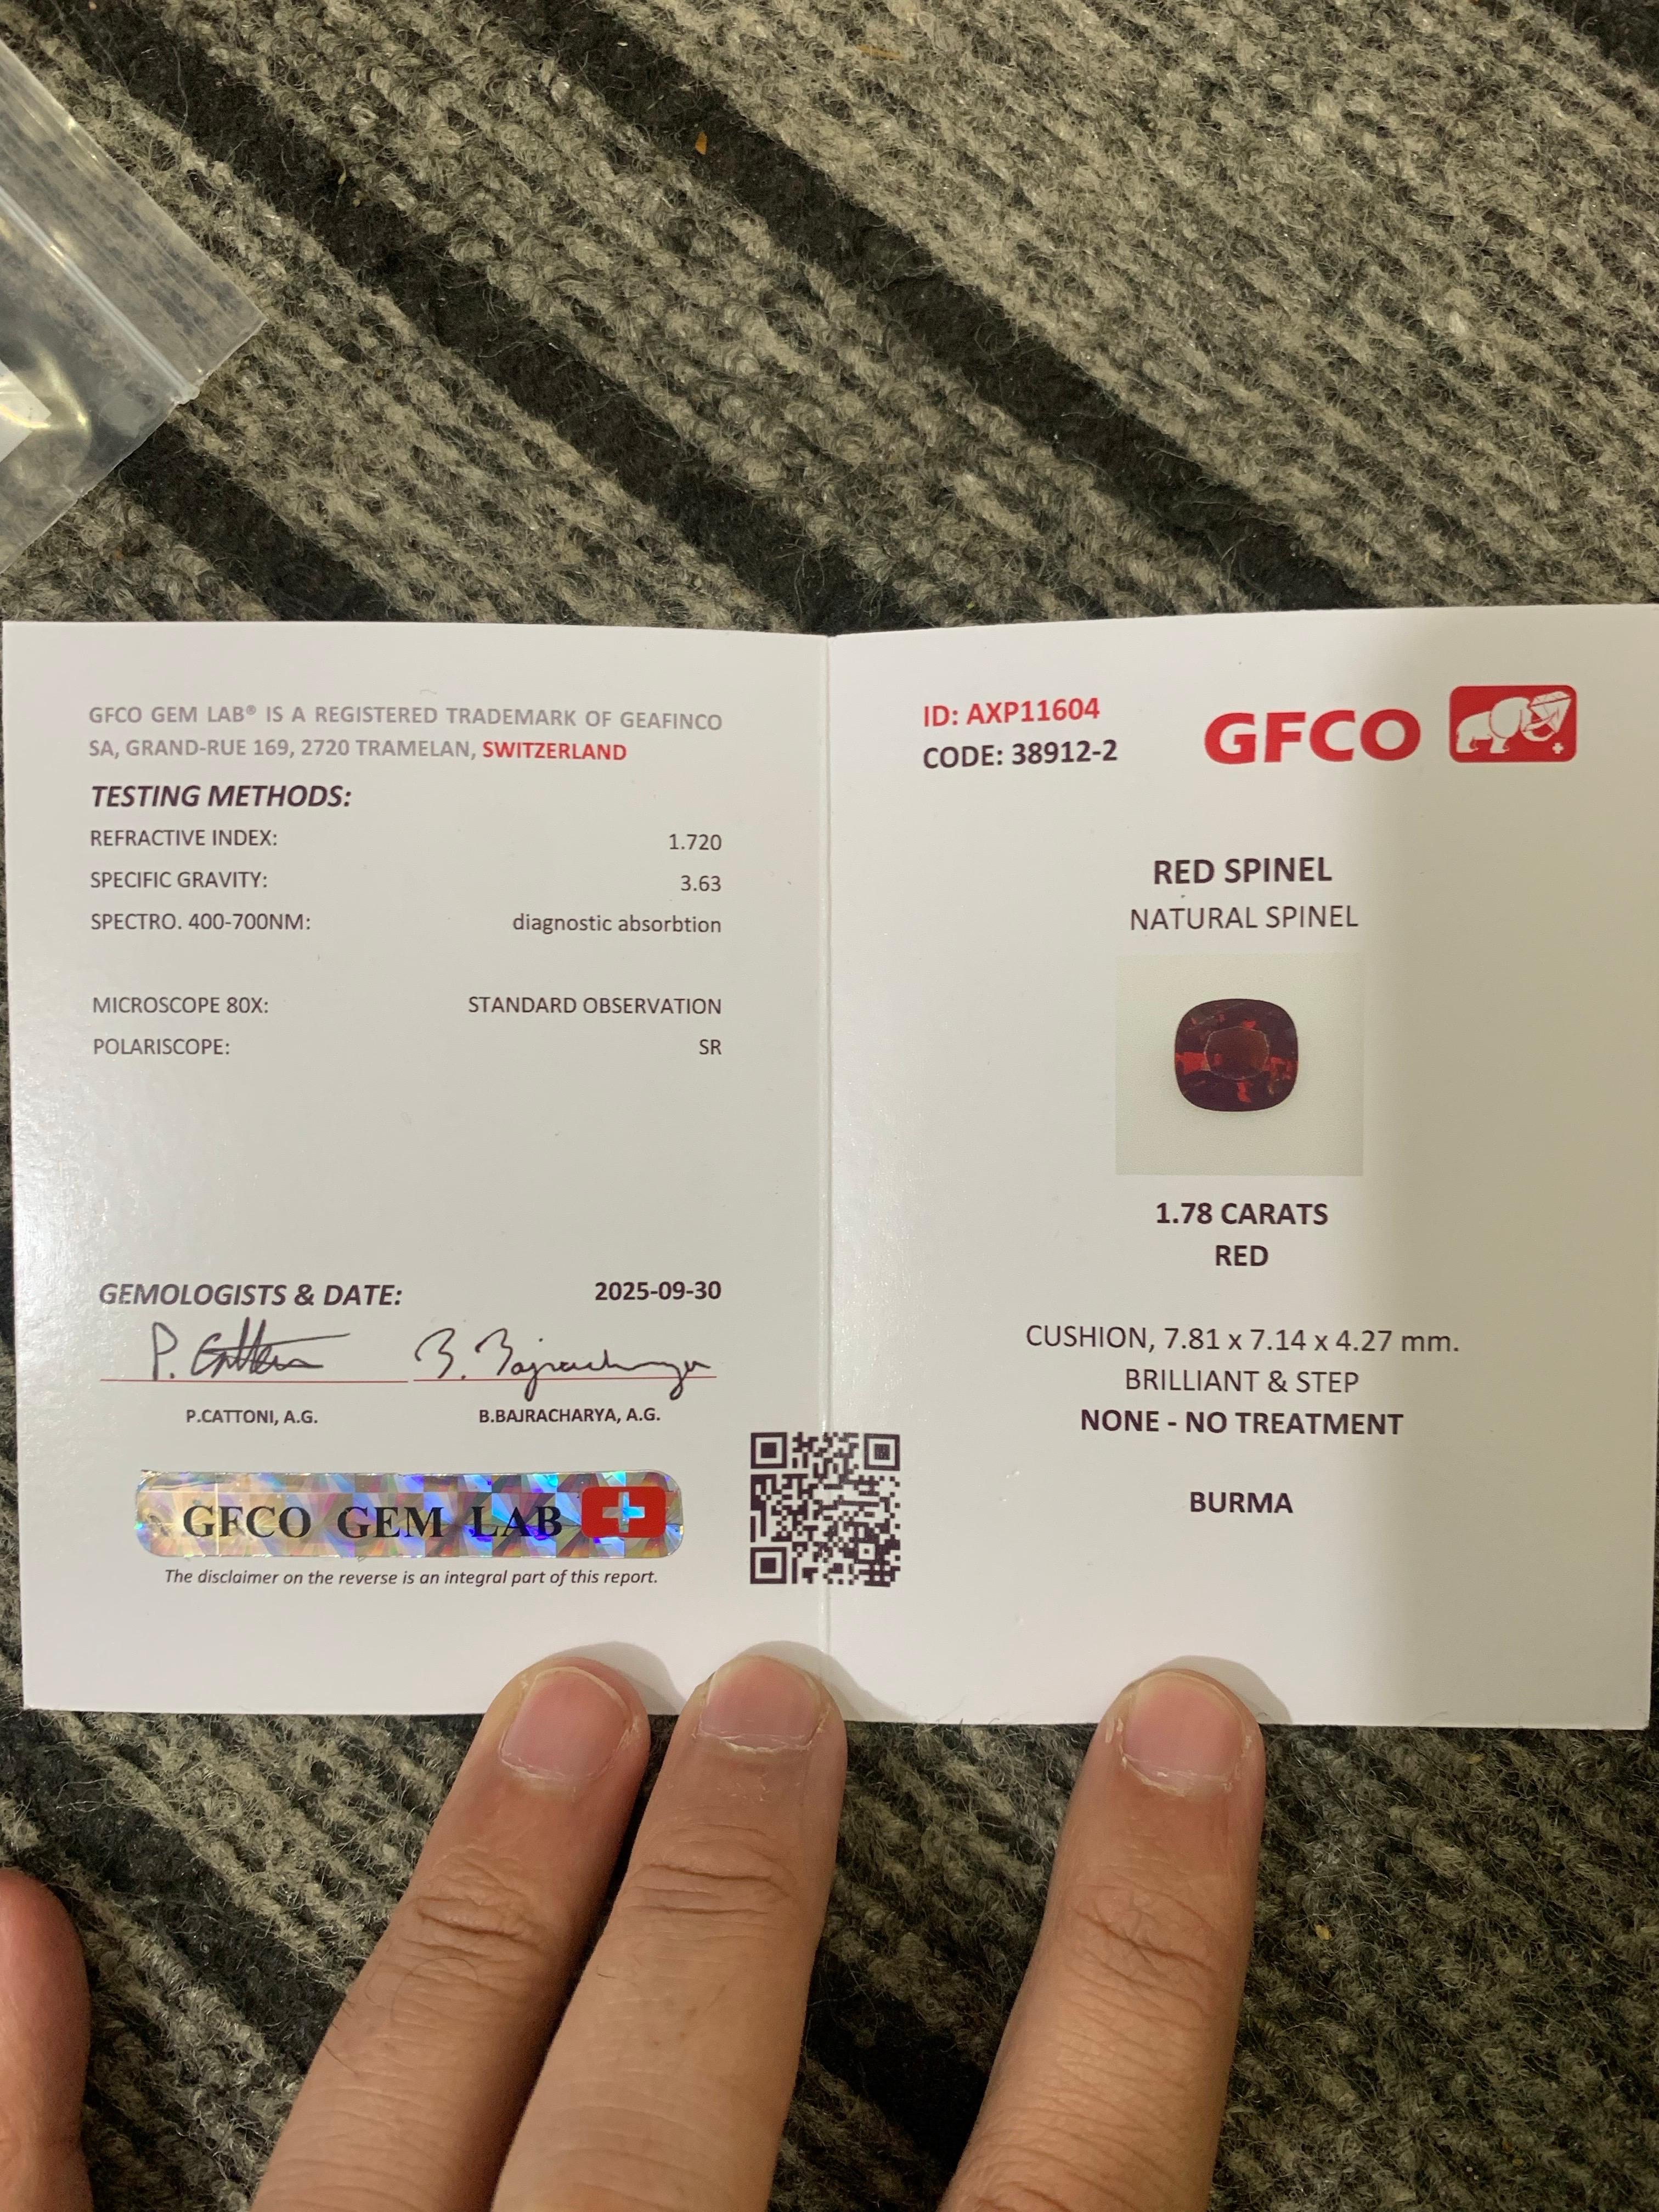 GFCO GEM LAB® IS A REGISTERED TRADEMARK OF GEAFINCO
SA, GRAND-RUE 169, 2720 TRAMELAN, SWITZERLAND
TESTING METHODS:
REFRACTIVE INDEX: 1.720
SPECIFIC GRAVITY: 3.63
SPECTRO. 400-700NM: diagnostic absorbtion
MICROSCOPE 80X: STANDARD OBSERVATION
POLARISCOPE: SR
GEMOLOGISTS & DATE: 2025-09-30
P. Cattoni B. Bajracharya
P.CATTONI, A.G. B.BAJRACHARYA, A.G.
GFCO GEM LAB
The disclaimer on the reverse is an integral part of this report.
ID: AXP11604
CODE: 38912-2
GFCO
RED SPINEL
NATURAL SPINEL
1.78 CARATS
RED
CUSHION, 7.81 x 7.14 x 4.27 mm.
BRILLIANT & STEP
NONE - NO TREATMENT
BURMA